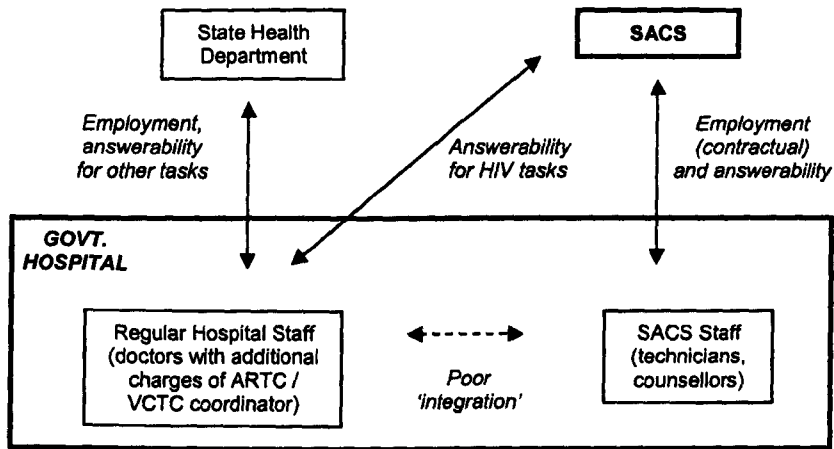 State Health
Department
SACS
Employment,
answerability
for other tasks
Answerability
for HIV tasks
Employment
(contractual)
and answerability
GOVT.
HOSPITAL
Regular Hospital Staff
(doctors with additional
charges of ARTC /
VCTC coordinator)
Poor
'integration'
SACS Staff
(technicians,
counsellors)